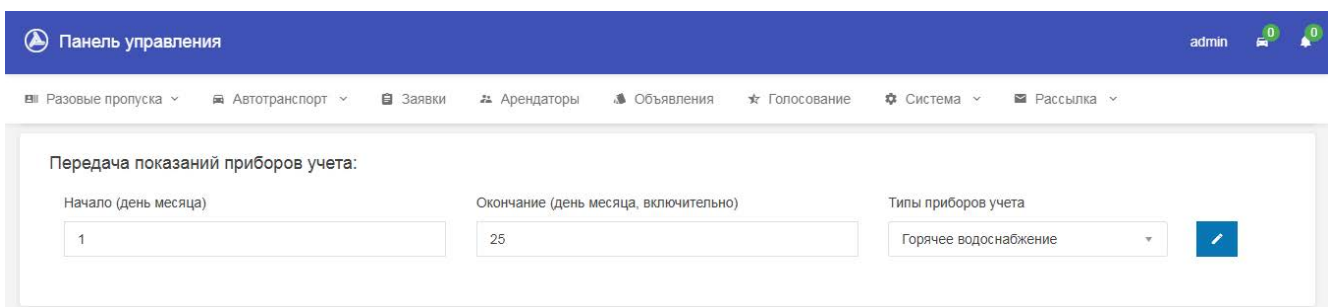 Панель управления admin 0 0
Разовые пропуска Автотранспорт Заявки Арендаторы Объявления Голосование Система Рассылка
Передача показаний приборов учета:
Начало (день месяца) Окончание (день месяца, включительно) Типы приборов учета
1 25 Горячее водоснабжение